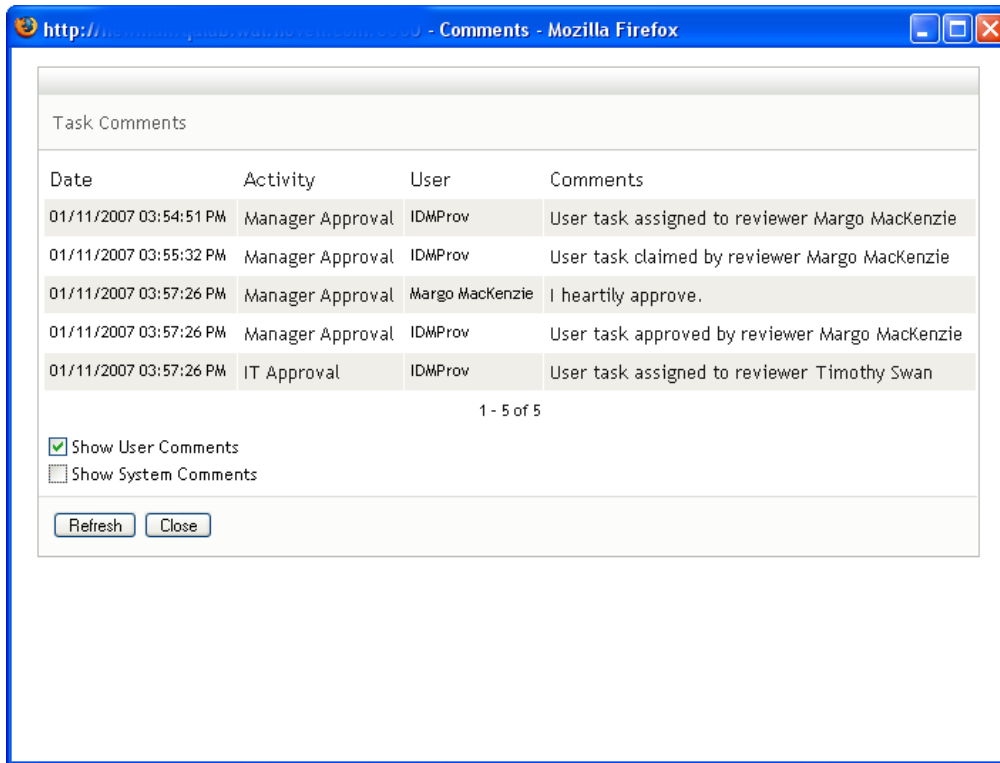 http:// - Comments - Mozilla Firefox
Task Comments
Date Activity User Comments
01/11/2007 03:54:51 PM Manager Approval IDMProv User task assigned to reviewer Margo MacKenzie
01/11/2007 03:55:32 PM Manager Approval IDMProv User task claimed by reviewer Margo MacKenzie
01/11/2007 03:57:26 PM Manager Approval Margo MacKenzie I heartily approve.
01/11/2007 03:57:26 PM Manager Approval IDMProv User task approved by reviewer Margo MacKenzie
01/11/2007 03:57:26 PM IT Approval IDMProv User task assigned to reviewer Timothy Swan
1 - 5 of 5
Show User Comments
Show System Comments
Refresh Close